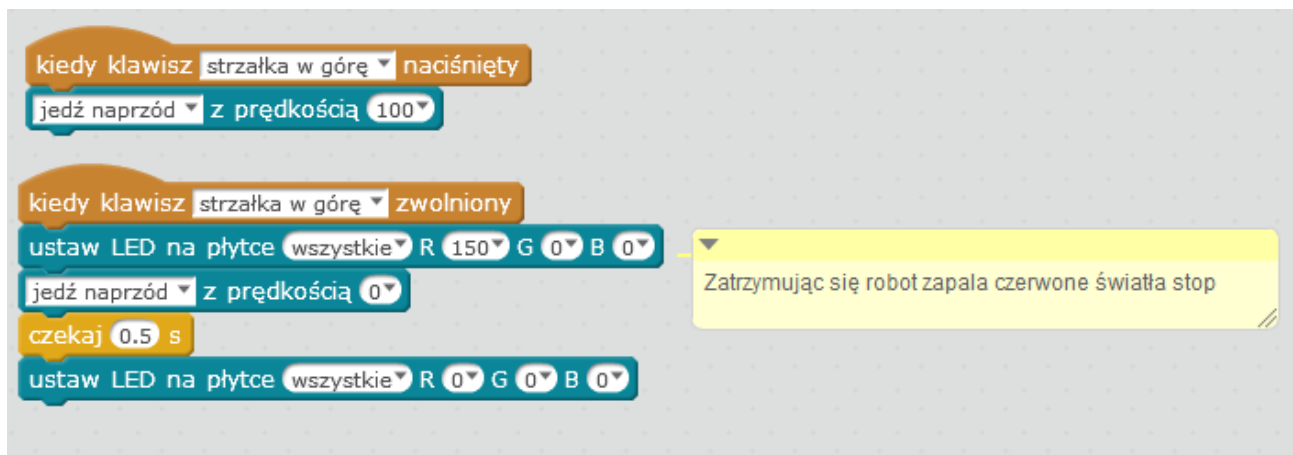 kiedy klawisz strzałka w górę naciśnięty
jedź naprzód z prędkością 100
kiedy klawisz strzałka w górę zwolniony
ustaw LED na płytce wszystkie R 150 G 0 B 0
Zatrzymując się robot zapala czerwone światła stop
jedź naprzód z prędkością 0
czekaj 0.5 s
ustaw LED na płytce wszystkie R 0 G 0 B 0